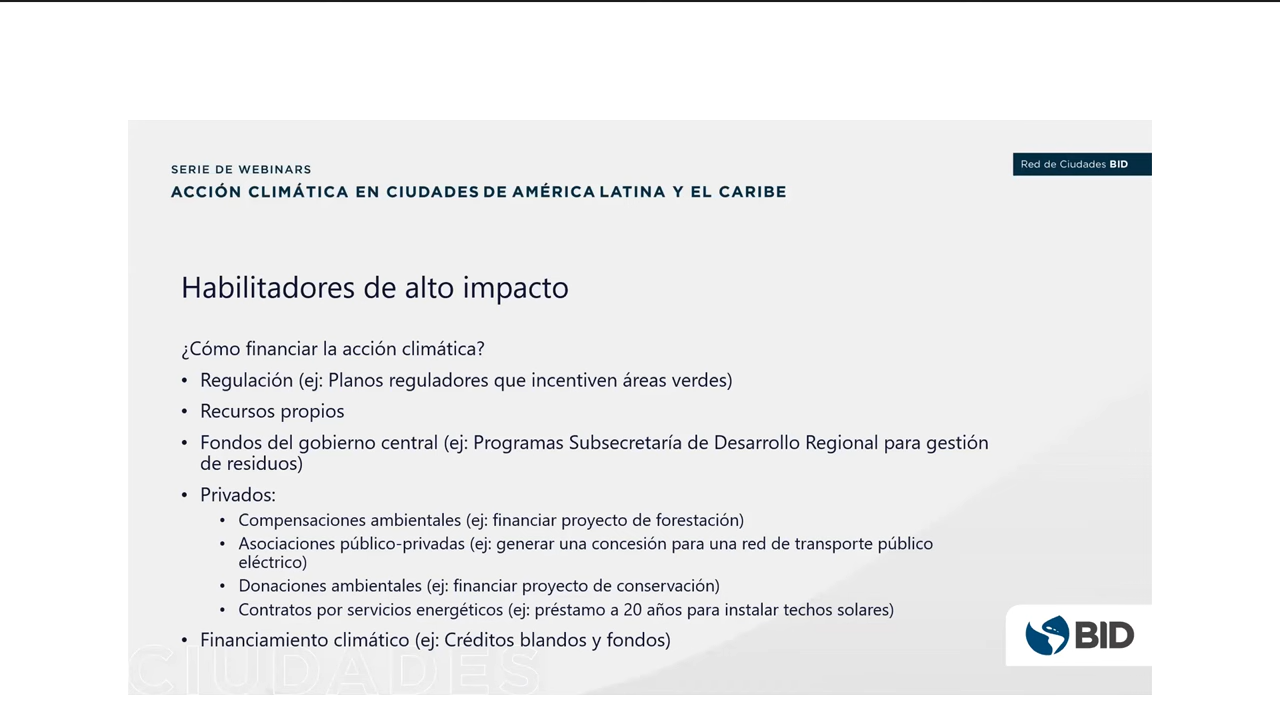 SERIE DE WEBINARS
ACCIÓN CLIMÁTICA EN CIUDADES DE AMÉRICA LATINA Y EL CARIBE
Red de Ciudades BID
Habilitadores de alto impacto
¿Cómo financiar la acción climática?
• Regulación (ej: Planos reguladores que incentiven áreas verdes)
• Recursos propios
• Fondos del gobierno central (ej: Programas Subsecretaría de Desarrollo Regional para gestión
de residuos)
• Privados:
• Compensaciones ambientales (ej: financiar proyecto de forestación)
• Asociaciones público-privadas (ej: generar una concesión para una red de transporte público
eléctrico)
• Donaciones ambientales (ej: financiar proyecto de conservación)
• Contratos por servicios energéticos (ej: préstamo a 20 años para instalar techos solares)
• Financiamiento climático (ej: Créditos blandos y fondos)
BID
CIUDADES